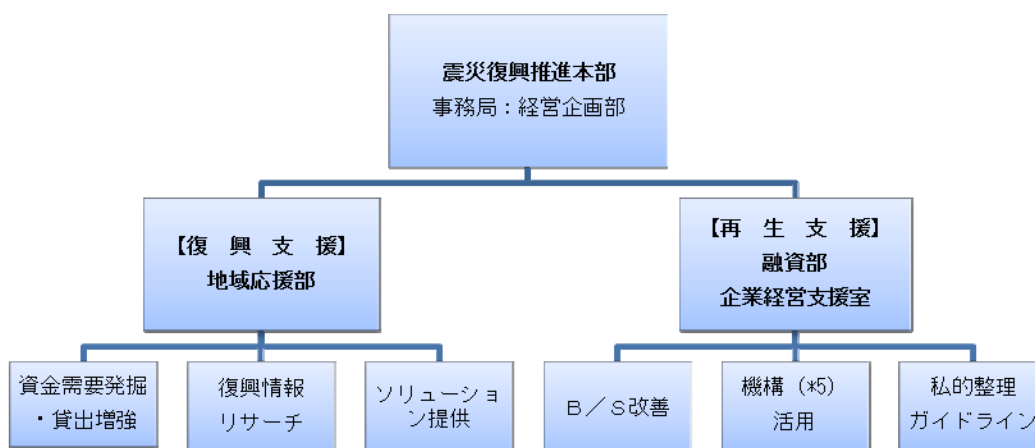 震災復興推進本部
事務局：経営企画部
【復　興　支　援】
地域応援部
【再　生　支　援】
融資部
企業経営支援室
資金需要発掘
・貸出増強
復興情報
リサーチ
ソリューショ
ン提供
Ｂ／Ｓ改善
機構（*5）
活用
私的整理
ガイドライン